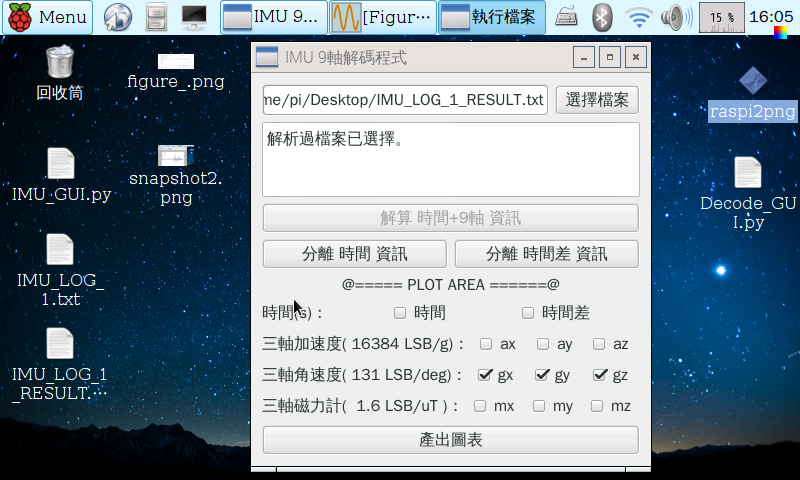 Menu
IMU 9...
[Figur...
執行檔案
15 %
16:05
回收筒
figure_.png
IMU_GUI.py
snapshot2.
png
IMU_LOG_
1.txt
IMU_LOG_1
_RESULT.…
raspi2png
Decode_GU
I.py
IMU 9軸解碼程式
me/pi/Desktop/IMU_LOG_1_RESULT.txt
選擇檔案
解析過檔案已選擇。
解算 時間+9軸 資訊
分離 時間 資訊
分離 時間差 資訊
@===== PLOT AREA ======@
時間(s)： 時間 時間差
三軸加速度( 16384 LSB/g)： ax ay az
三軸角速度( 131 LSB/deg)： gx gy gz
三軸磁力計(  1.6 LSB/uT )： mx my mz
產出圖表